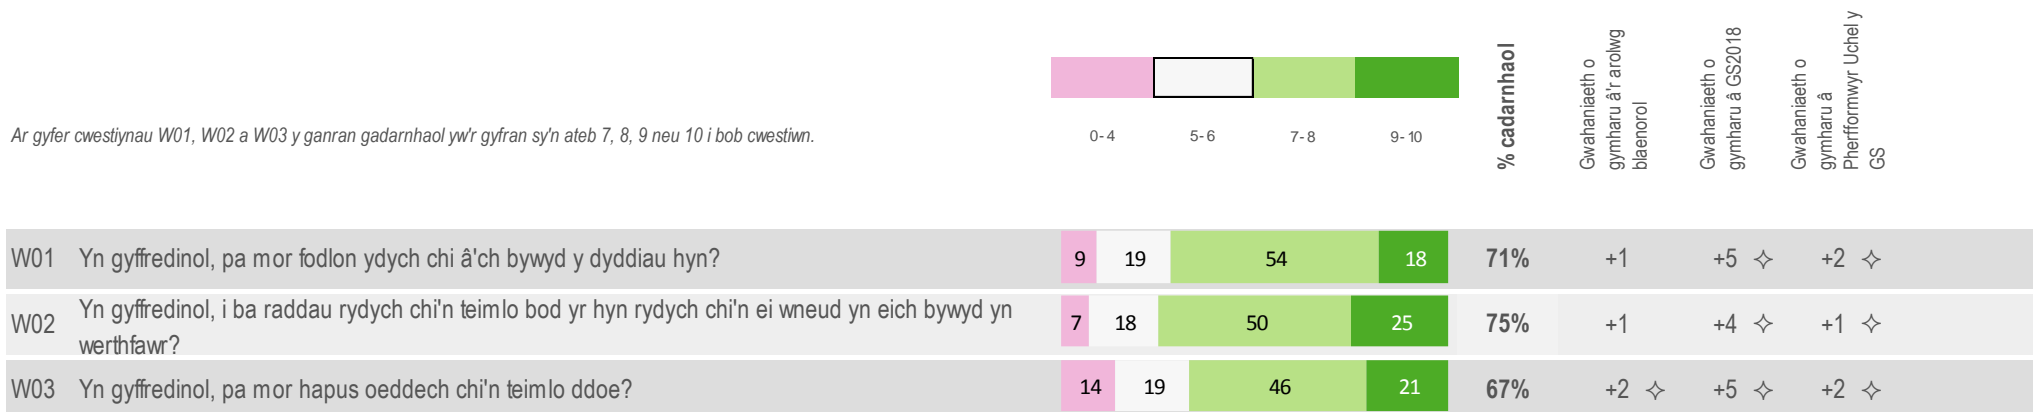 Ar gyfer cwestiynau W01, W02 a W03 y ganran gadarnhaol yw'r gyfran sy'n ateb 7, 8, 9 neu 10 i bob cwestiwn.
0-4 5-6 7-8 9-10
% cadarnhaol
Gwahaniaeth o
gymharu â'r arolwg
blaenorol
Gwahaniaeth o
gymharu â GS2018
Gwahaniaeth o
gymharu â
Pherfformwyr Uchel y
GS
W01 Yn gyffredinol, pa mor fodlon ydych chi â'ch bywyd y dyddiau hyn? 9 19 54 18 71% +1 +5 ✧ +2 ✧
W02 Yn gyffredinol, i ba raddau rydych chi'n teimlo bod yr hyn rydych chi'n ei wneud yn eich bywyd yn
werthfawr? 7 18 50 25 75% +1 +4 ✧ +1 ✧
W03 Yn gyffredinol, pa mor hapus oeddech chi'n teimlo ddoe? 14 19 46 21 67% +2 ✧ +5 ✧ +2 ✧